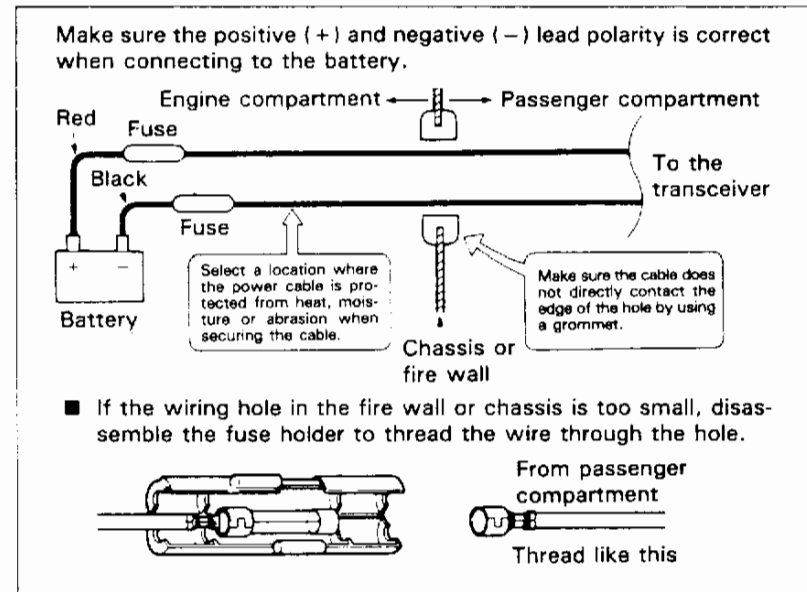 Make sure the positive (+) and negative (−) lead polarity is correct
when connecting to the battery.
Engine compartment
Passenger compartment
Red
Fuse
To the
transceiver
Black
Fuse
+ −
Battery
Select a location where
the power cable is pro-
tected from heat, mois-
ture or abrasion when
securing the cable.
Make sure the cable does
not directly contact the
edge of the hole by using
a grommet.
Chassis or
fire wall
■ If the wiring hole in the fire wall or chassis is too small, disas-
semble the fuse holder to thread the wire through the hole.
From passenger
compartment
Thread like this